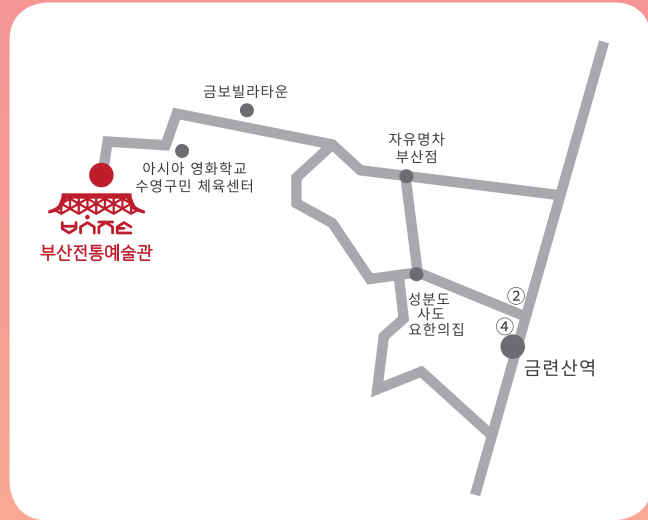 금보빌라타운
자유명차
부산점
아시아 영화학교
수영구민 체육센터
부산전통예술관
②
성분도
사도
요한의집
④
금련산역